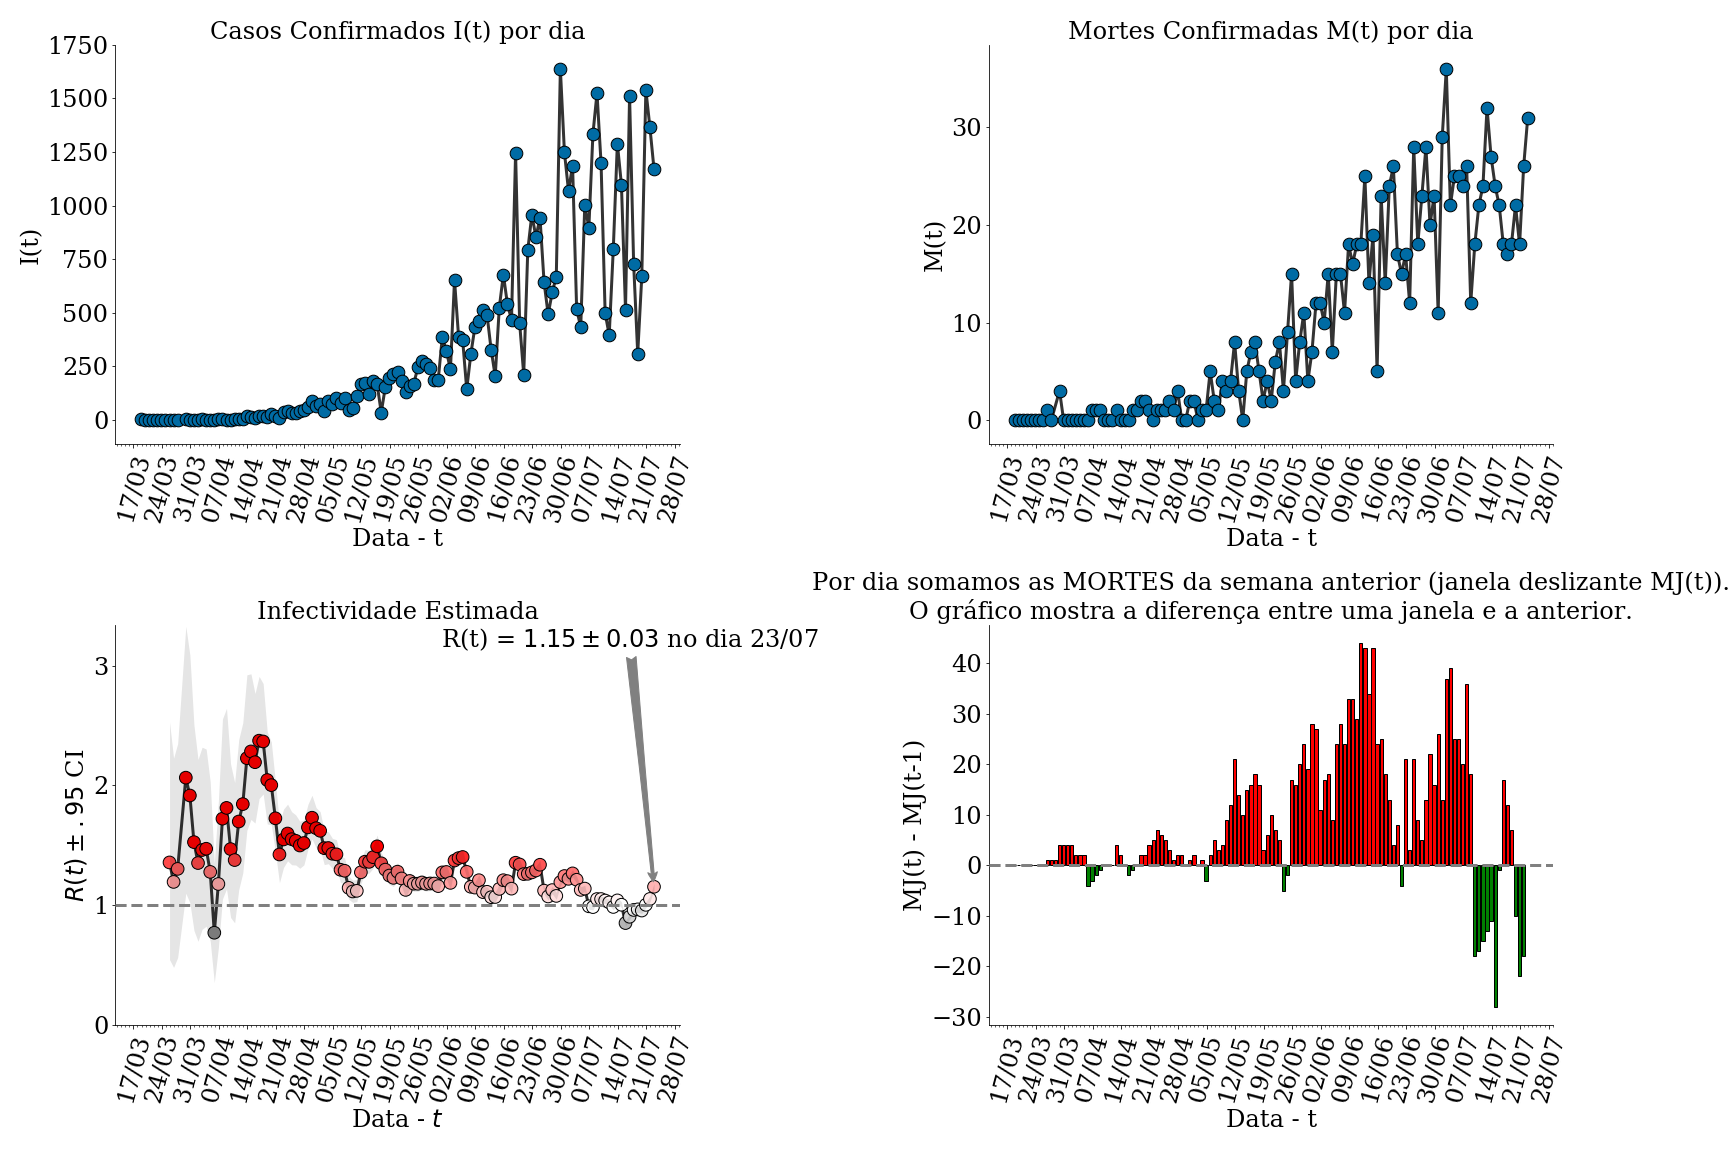 Casos Confirmados I(t) por dia
1750
1500
1250
1000
750
500
250
0
I(t)
17/03 24/03 31/03 07/04 14/04 21/04 28/04 05/05 12/05 19/05 26/05 02/06 09/06 16/06 23/06 30/06 07/07 14/07 21/07 28/07
Data - t
Mortes Confirmadas M(t) por dia
30
20
10
0
M(t)
17/03 24/03 31/03 07/04 14/04 21/04 28/04 05/05 12/05 19/05 26/05 02/06 09/06 16/06 23/06 30/06 07/07 14/07 21/07 28/07
Data - t
Infectividade Estimada
R(t) = 1.15 ± 0.03 no dia 23/07
3
2
1
0
R(t) ± .95 CI
17/03 24/03 31/03 07/04 14/04 21/04 28/04 05/05 12/05 19/05 26/05 02/06 09/06 16/06 23/06 30/06 07/07 14/07 21/07 28/07
Data - t
Por dia somamos as MORTES da semana anterior (janela deslizante MJ(t)).
O gráfico mostra a diferença entre uma janela e a anterior.
40
30
20
10
0
−10
−20
−30
MJ(t) - MJ(t-1)
17/03 24/03 31/03 07/04 14/04 21/04 28/04 05/05 12/05 19/05 26/05 02/06 09/06 16/06 23/06 30/06 07/07 14/07 21/07 28/07
Data - t